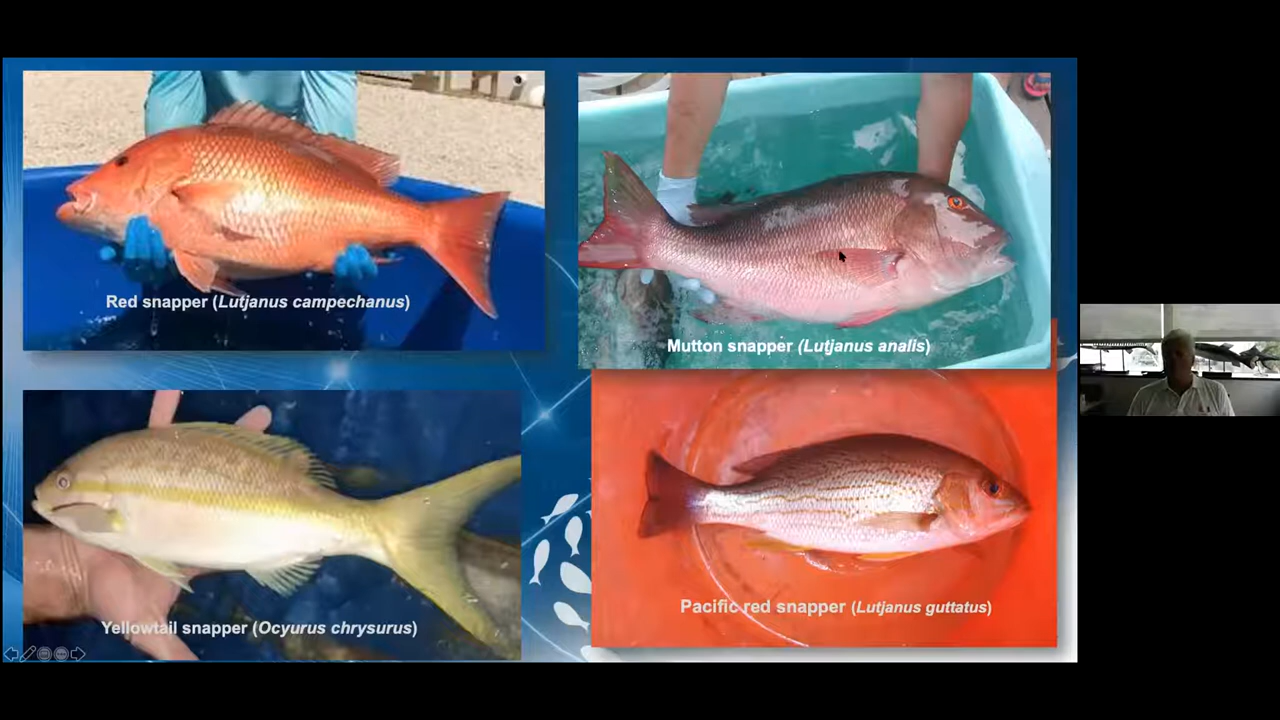 Red snapper (Lutjanus campechanus)
Mutton snapper (Lutjanus analis)
Yellowtail snapper (Ocyurus chrysurus)
Pacific red snapper (Lutjanus guttatus)